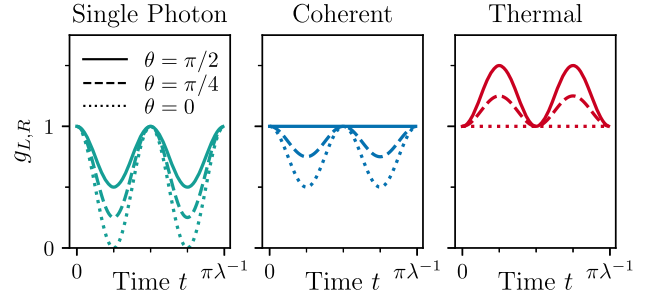 Single Photon Coherent Thermal
θ = π/2
θ = π/4
θ = 0
g_{L,R}
1
0
0 πλ⁻¹ 0 πλ⁻¹ 0 πλ⁻¹
Time t Time t Time t